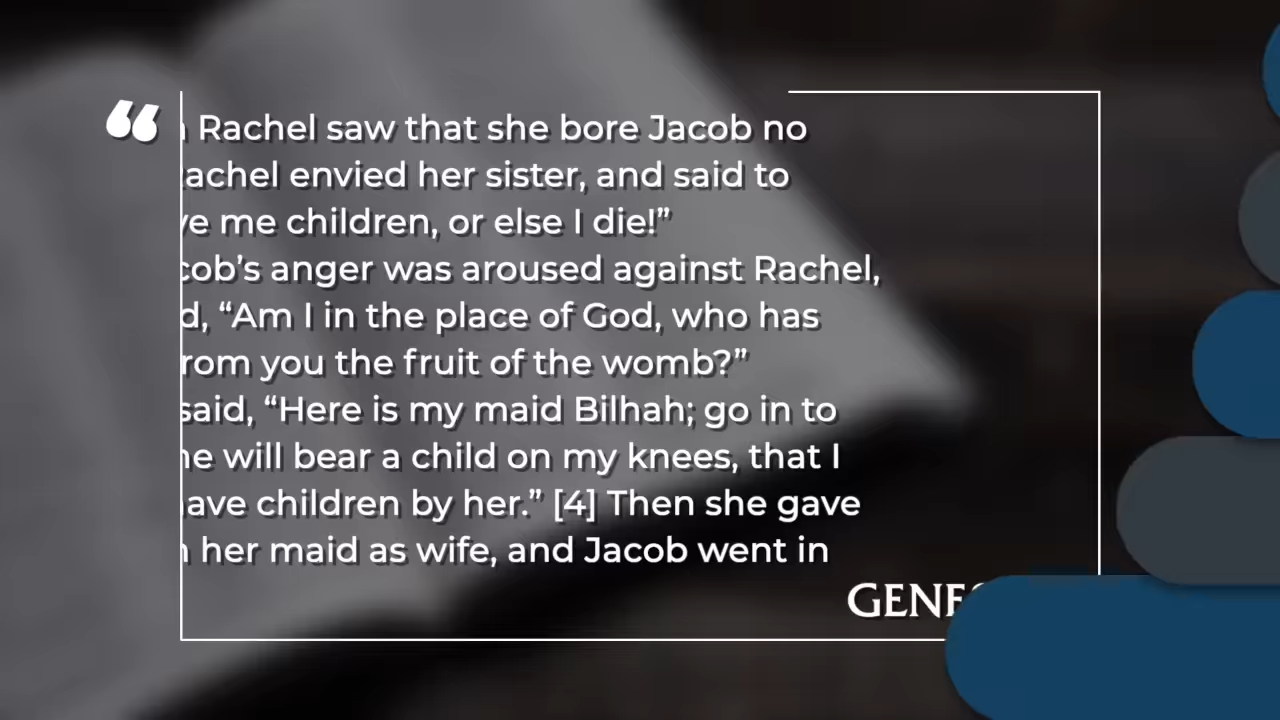 “
Rachel saw that she bore Jacob no
achel envied her sister, and said to
ve me children, or else I die!”
cob’s anger was aroused against Rachel,
d, “Am I in the place of God, who has
rom you the fruit of the womb?”
said, “Here is my maid Bilhah; go in to
he will bear a child on my knees, that I
ave children by her.” [4] Then she gave
her maid as wife, and Jacob went in
GENES